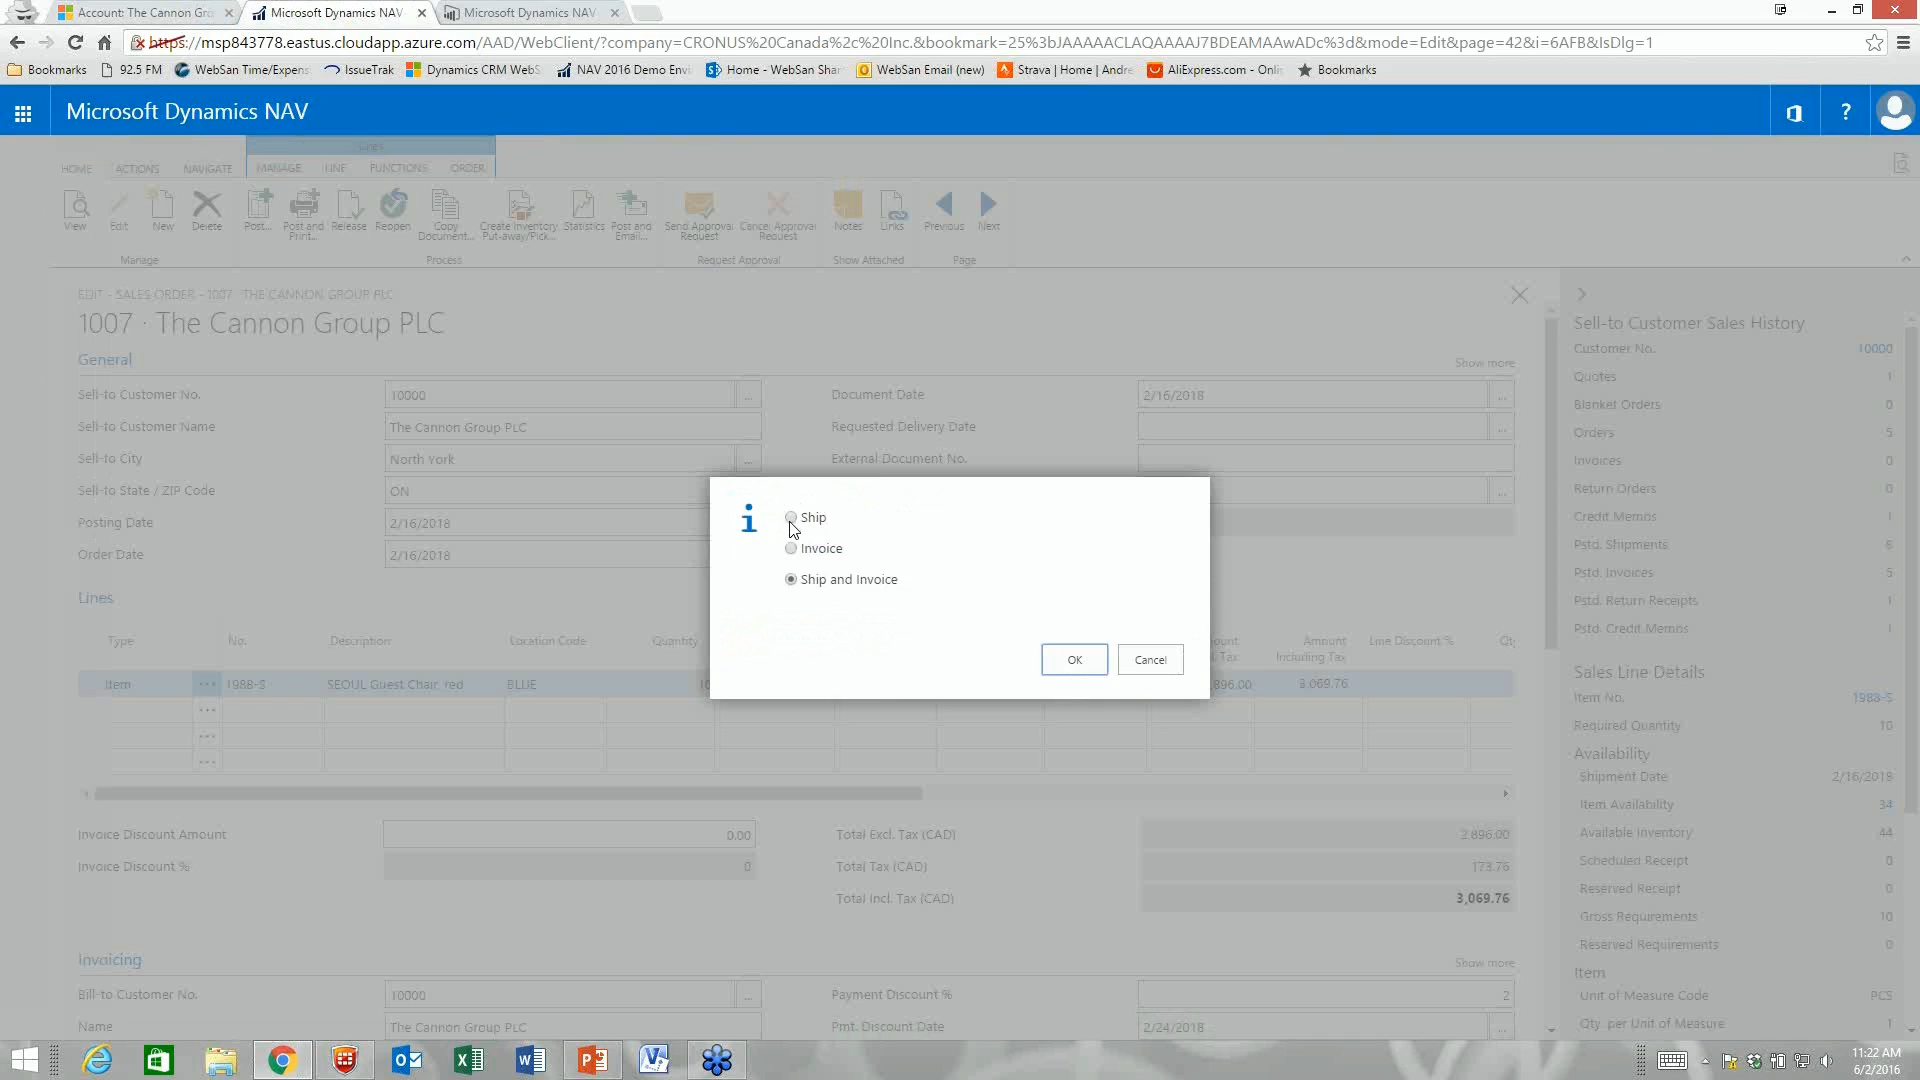 Account: The Cannon Gro
Microsoft Dynamics NAV
Microsoft Dynamics NAV
https://msp843778.eastus.cloudapp.azure.com/AAD/WebClient/?company=CRONUS%20Canada%2c%20Inc.&bookmark=25%3bJAAAAACLAQAAAAJ7BDEAMAAwADc%3d&mode=Edit&page=42&i=6AFB&IsDlg=1
Bookmarks
92.5 FM
WebSan Time/Expens
IssueTrak
Dynamics CRM WebS
NAV 2016 Demo Envi
Home - WebSan Shar
WebSan Email (new)
Strava | Home | Andre
AliExpress.com - Onli
Bookmarks
Microsoft Dynamics NAV
?
Lines
HOME ACTIONS NAVIGATE MANAGE LINE FUNCTIONS ORDER
View
Edit
New
Delete
Post...
Post and Print...
Release
Reopen
Copy Document...
Create Inventory Put-away/Pick...
Statistics
Post and Email...
Send Approval Request
Cancel Approval Request
Notes
Links
Previous
Next
Manage
Process
Request Approval
Show Attached
Page
EDIT - SALES ORDER - 1007 · THE CANNON GROUP PLC
1007 · The Cannon Group PLC
General
Show more
Sell-to Customer No. 10000 ...
Sell-to Customer Name The Cannon Group PLC
Sell-to City North York ...
Sell-to State / ZIP Code ON
Posting Date 2/16/2018
Order Date 2/16/2018
Document Date 2/16/2018 ...
Requested Delivery Date ...
External Document No.
...
i
Ship
Invoice
Ship and Invoice
OK
Cancel
Lines
Type No. Description Location Code Quantity
Amount Including Tax
Line Discount %
Item ... 1988-S SEOUL Guest Chair, red BLUE 896.00 3,069.76
...
...
...
Invoice Discount Amount 0.00
Invoice Discount % 0
Total Excl. Tax (CAD) 2,896.00
Total Tax (CAD) 173.76
Total Incl. Tax (CAD) 3,069.76
Invoicing
Show more
Bill-to Customer No. 10000 ...
Name The Cannon Group PLC
Payment Discount % 2
Pmt. Discount Date 2/24/2018 ...
Sell-to Customer Sales History
Customer No. 10000
Quotes 1
Blanket Orders 0
Orders 5
Invoices 0
Return Orders 0
Credit Memos 1
Pstd. Shipments 6
Pstd. Invoices 5
Pstd. Return Receipts 1
Pstd. Credit Memos 1
Sales Line Details
Item No. 1988-S
Required Quantity 10
Availability
Shipment Date 2/16/2018
Item Availability 34
Available Inventory 44
Scheduled Receipt 0
Reserved Receipt 0
Gross Requirements 10
Reserved Requirements 0
Item
Unit of Measure Code PCS
Qty. per Unit of Measure 1
11:22 AM
6/2/2016